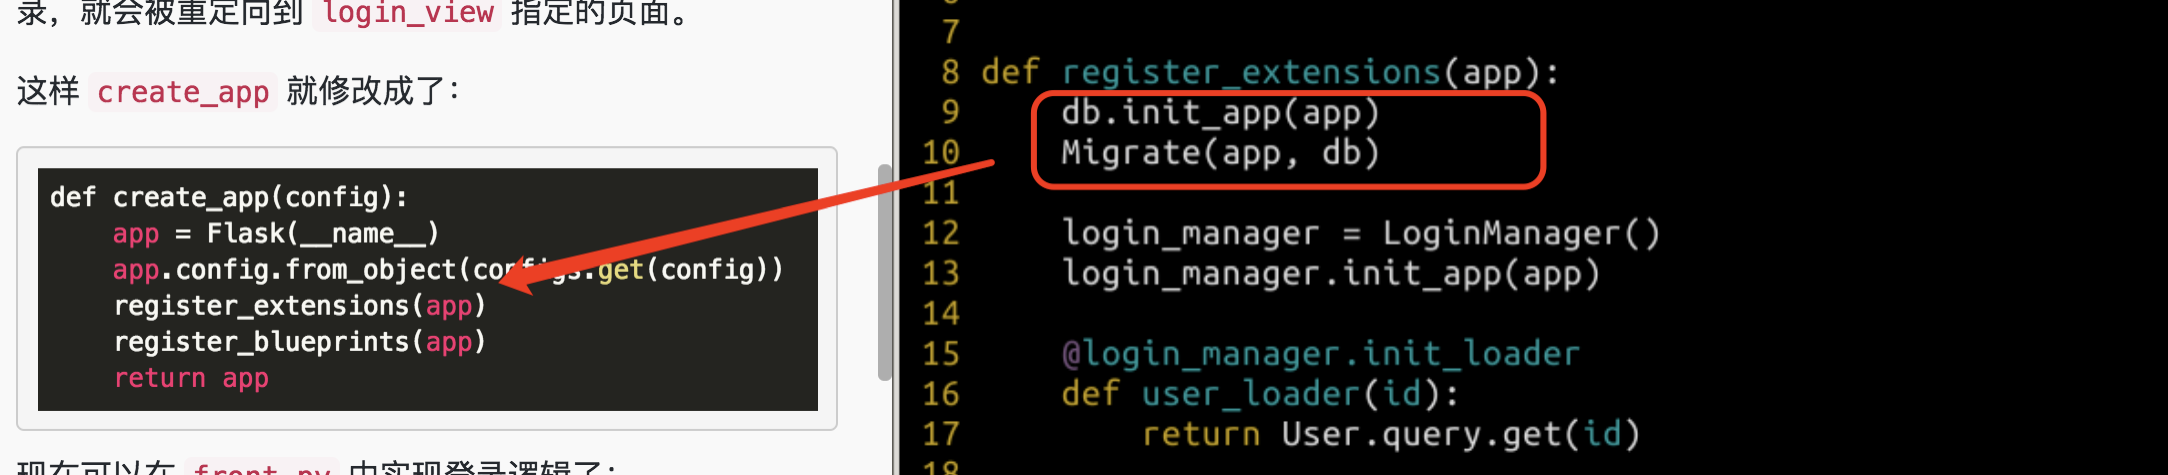 录，就会被重定向到 login_view 指定的页面。
这样 create_app 就修改成了：
def create_app(config):
    app = Flask(__name__)
    app.config.from_object(configs.get(config))
    register_extensions(app)
    register_blueprints(app)
    return app
现在可以在 front.py 中实现登录逻辑了：
7
8 def register_extensions(app):
9     db.init_app(app)
10     Migrate(app, db)
11
12     login_manager = LoginManager()
13     login_manager.init_app(app)
14
15     @login_manager.init_loader
16     def user_loader(id):
17         return User.query.get(id)
18